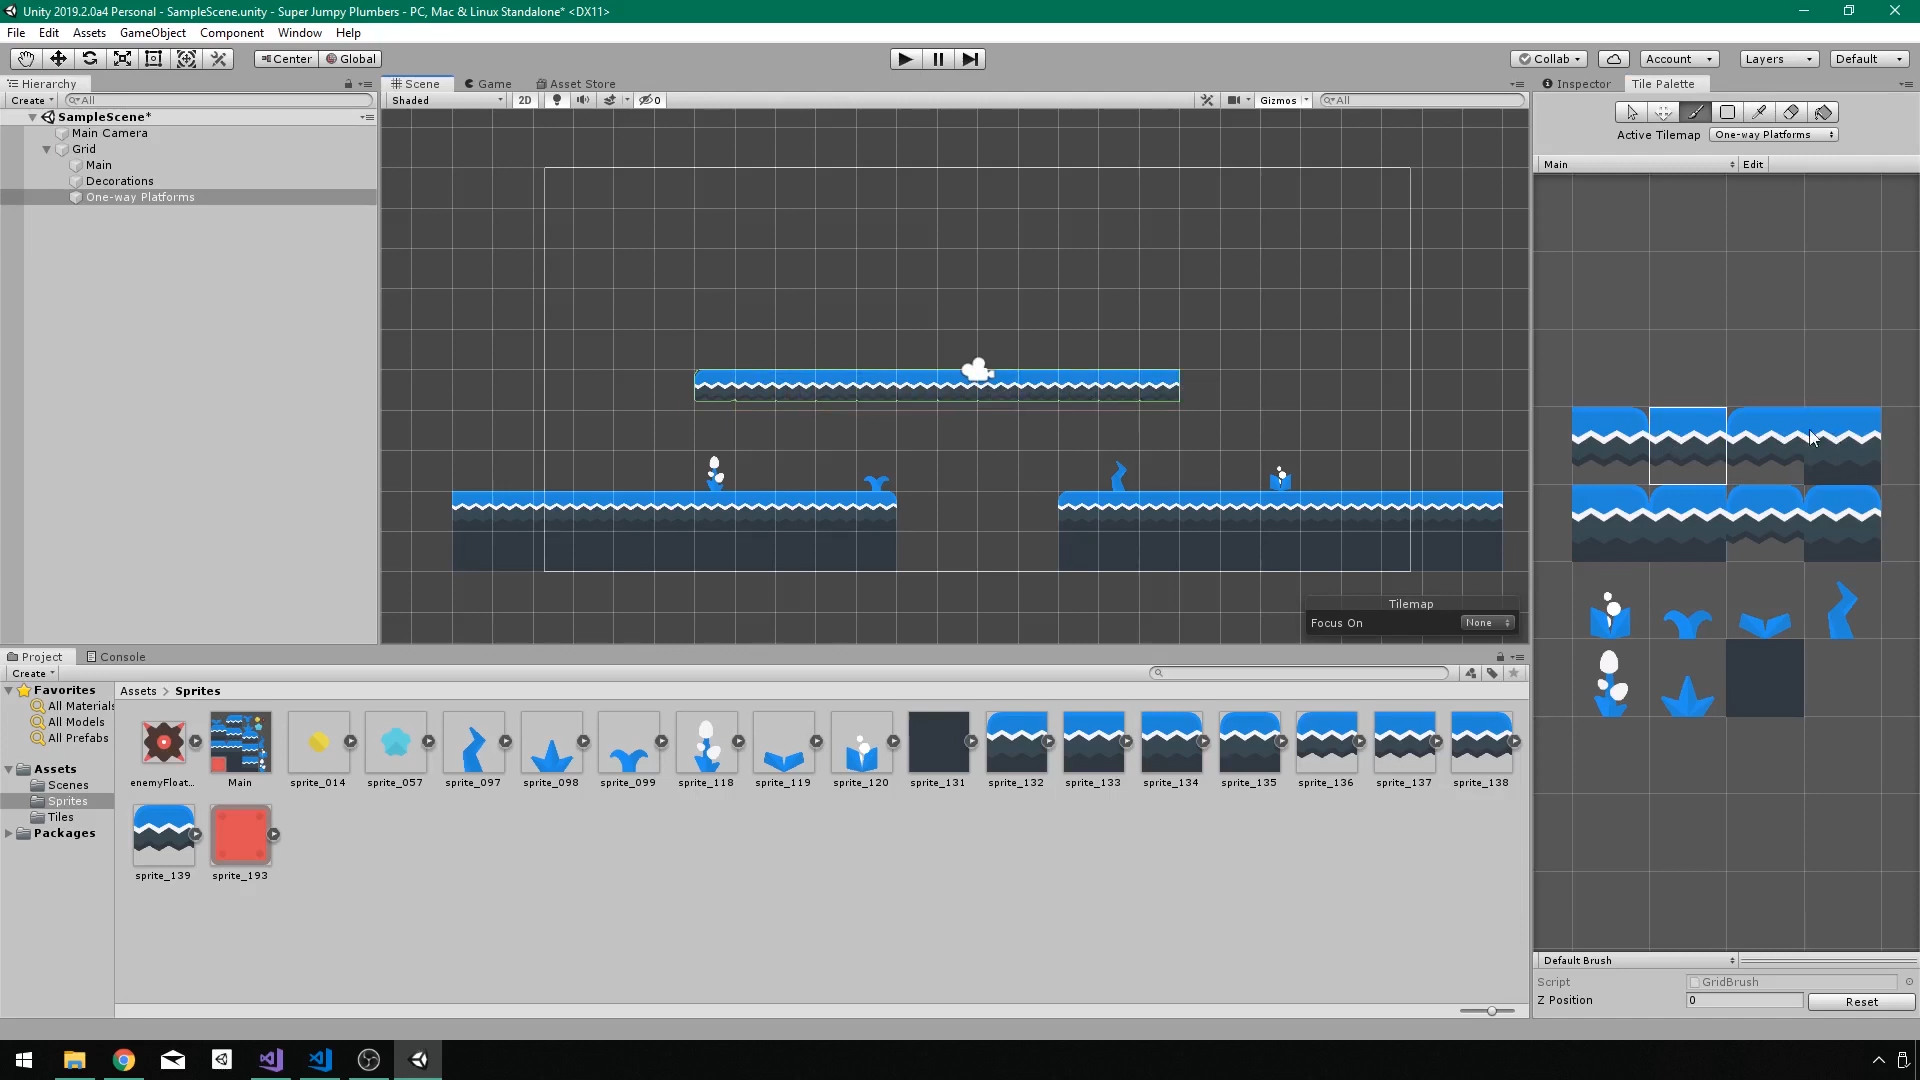 Unity 2019.2.0a4 Personal - SampleScene.unity - Super Jumpy Plumbers - PC, Mac & Linux Standalone* <DX11>
File Edit Assets GameObject Component Window Help
Center Global
Collab Account Layers Default
Hierarchy
Create All
SampleScene*
Main Camera
Grid
Main
Decorations
One-way Platforms
Scene Game Asset Store
Shaded 2D 0 Gizmos All
Tilemap
Focus On None
Inspector Tile Palette
Active Tilemap One-way Platforms
Main Edit
Default Brush
Script GridBrush
Z Position 0 Reset
Project Console
Create
Favorites
All Materials
All Models
All Prefabs
Assets
Scenes
Sprites
Tiles
Packages
Assets > Sprites
enemyFloat... Main sprite_014 sprite_057 sprite_097 sprite_098 sprite_099 sprite_118 sprite_119 sprite_120 sprite_131 sprite_132 sprite_133 sprite_134 sprite_135 sprite_136 sprite_137 sprite_138
sprite_139 sprite_193